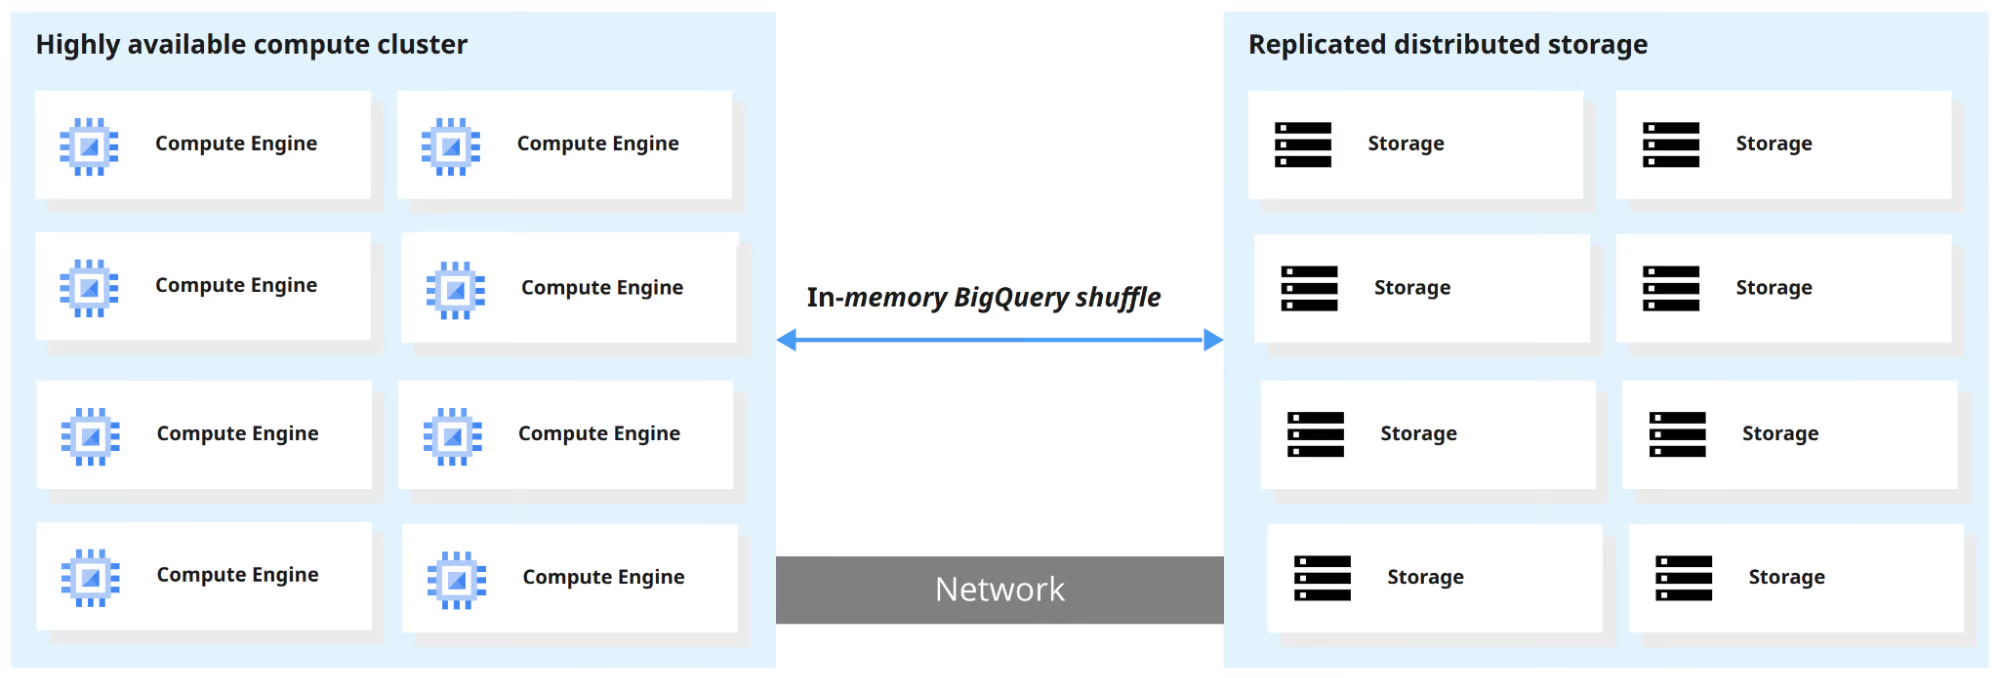 Highly available compute cluster
Compute Engine
Compute Engine
Compute Engine
Compute Engine
Compute Engine
Compute Engine
Compute Engine
Compute Engine
In-memory BigQuery shuffle
Network
Replicated distributed storage
Storage
Storage
Storage
Storage
Storage
Storage
Storage
Storage